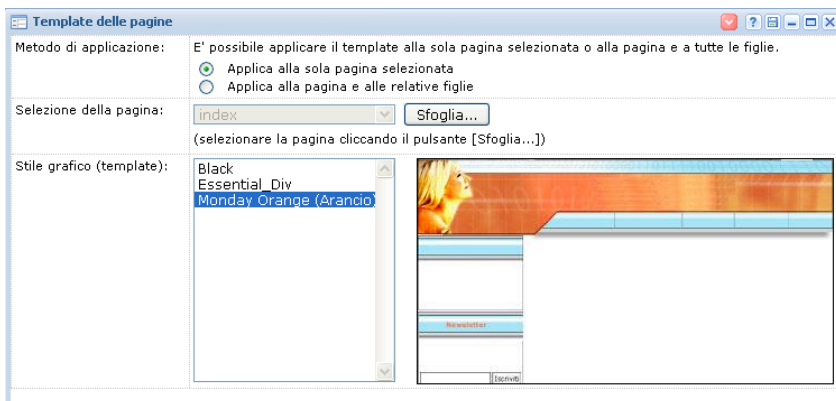 Template delle pagine
Metodo di applicazione:
E' possibile applicare il template alla sola pagina selezionata o alla pagina e a tutte le figlie.
Applica alla sola pagina selezionata
Applica alla pagina e alle relative figlie
Selezione della pagina:
index
Sfoglia...
(selezionare la pagina cliccando il pulsante [Sfoglia...])
Stile grafico (template):
Black
Essential_Div
Monday Orange (Arancio)
Newsletter
Iscriviti